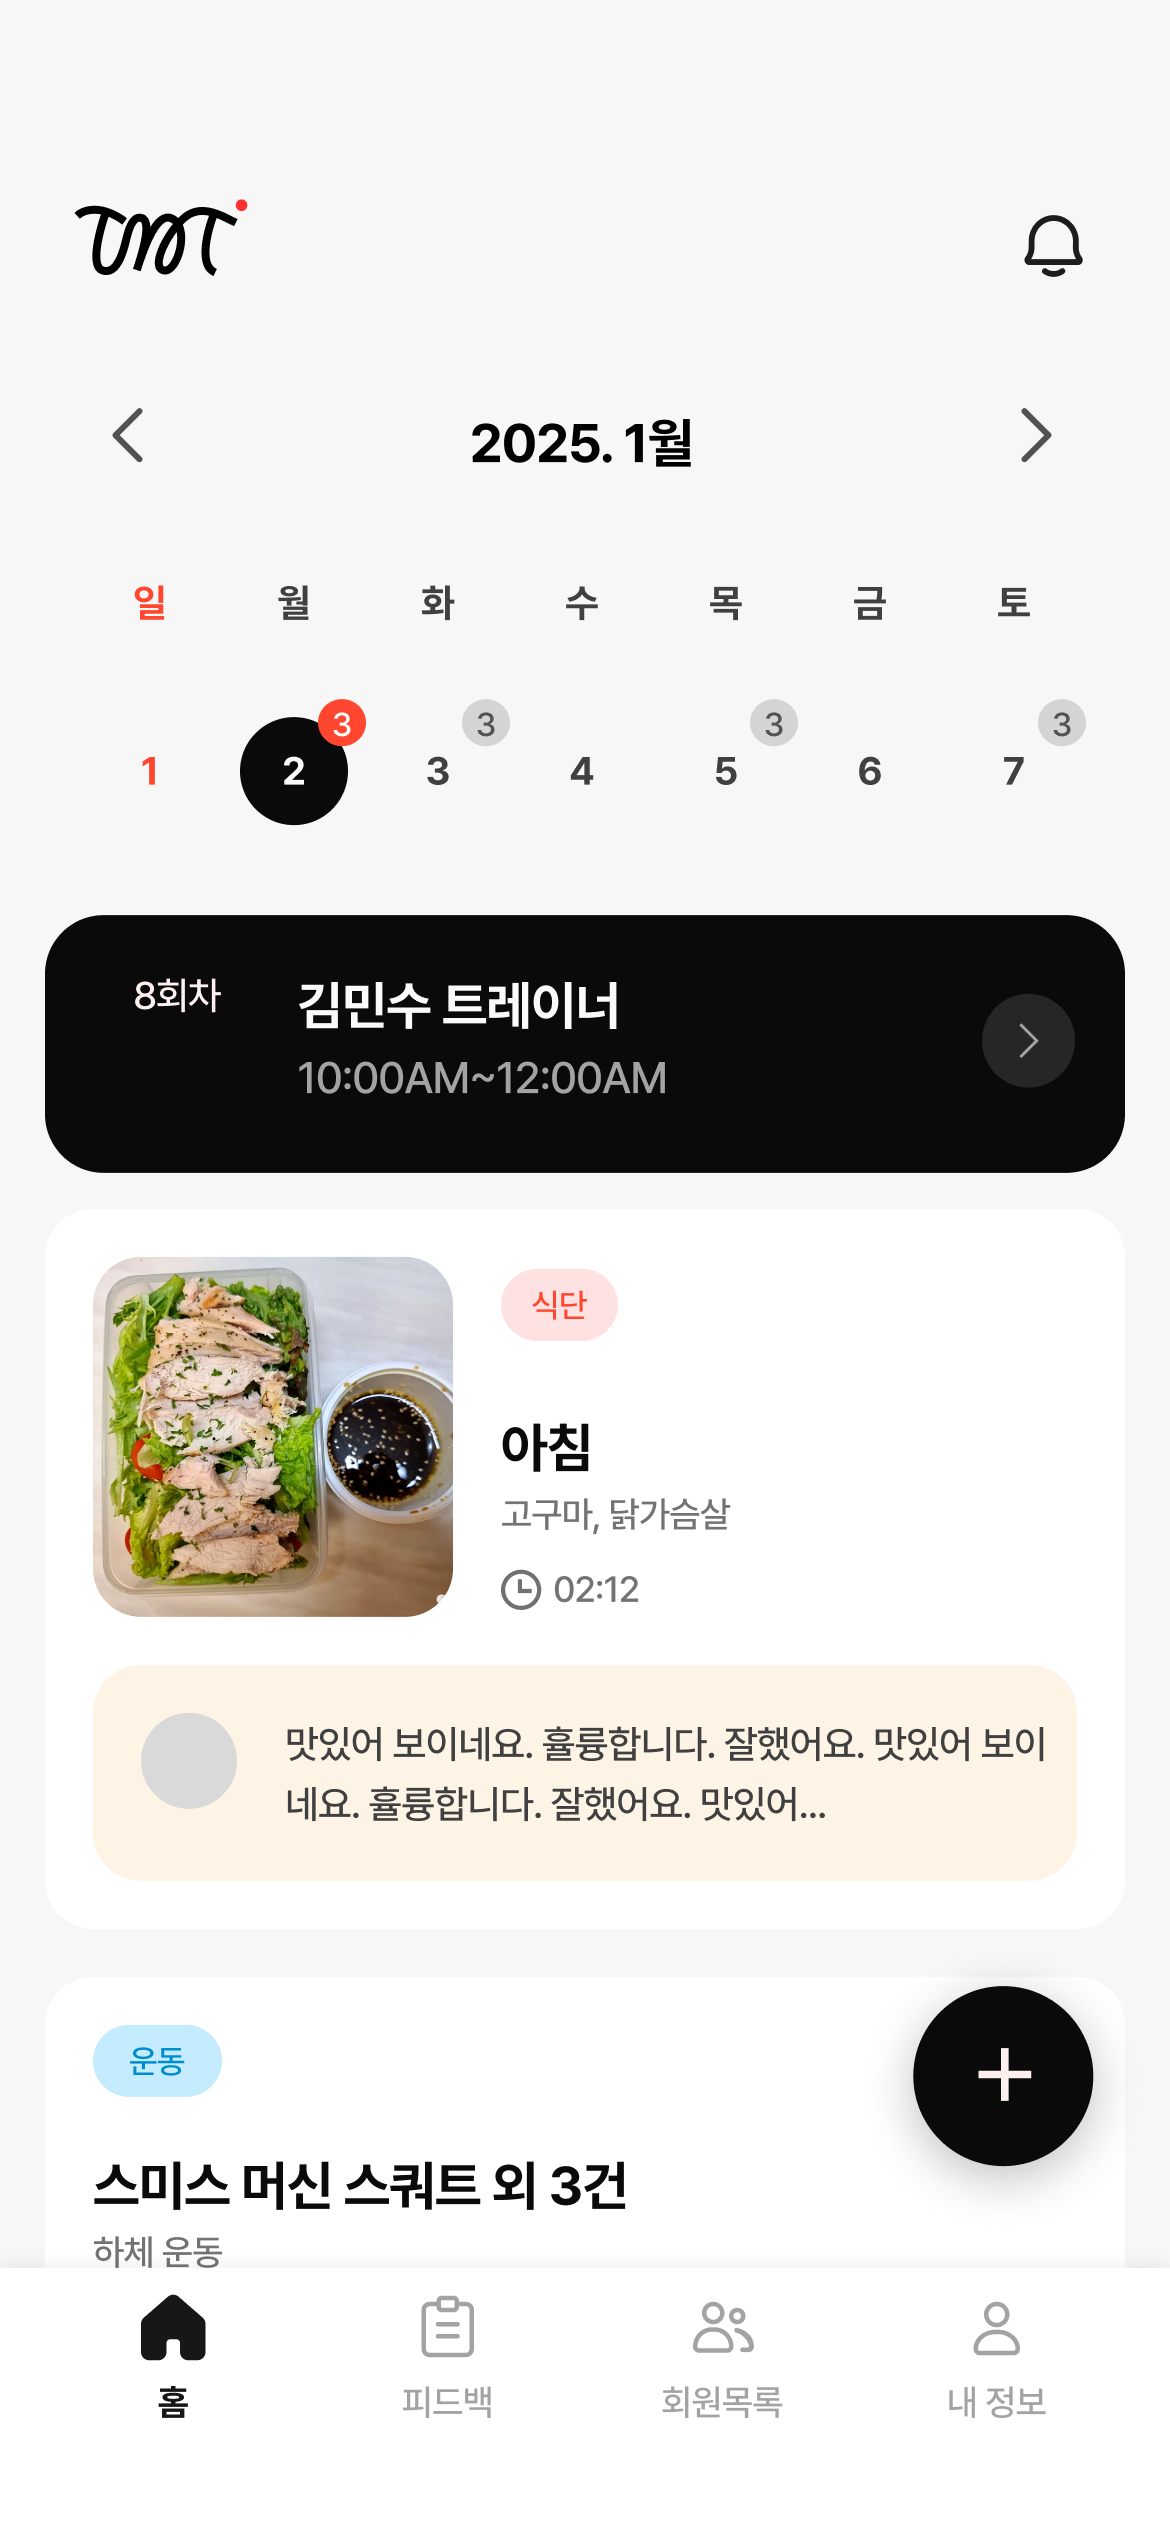 TMT
2025. 1월
일 월 화 수 목 금 토
3 3 3 3
1 2 3 4 5 6 7
8회차
김민수 트레이너
10:00AM~12:00AM
식단
아침
고구마, 닭가슴살
02:12
맛있어 보이네요. 휼륭합니다. 잘했어요. 맛있어 보이
네요. 휼륭합니다. 잘했어요. 맛있어...
운동
스미스 머신 스쿼트 외 3건
하체 운동
홈 피드백 회원목록 내 정보